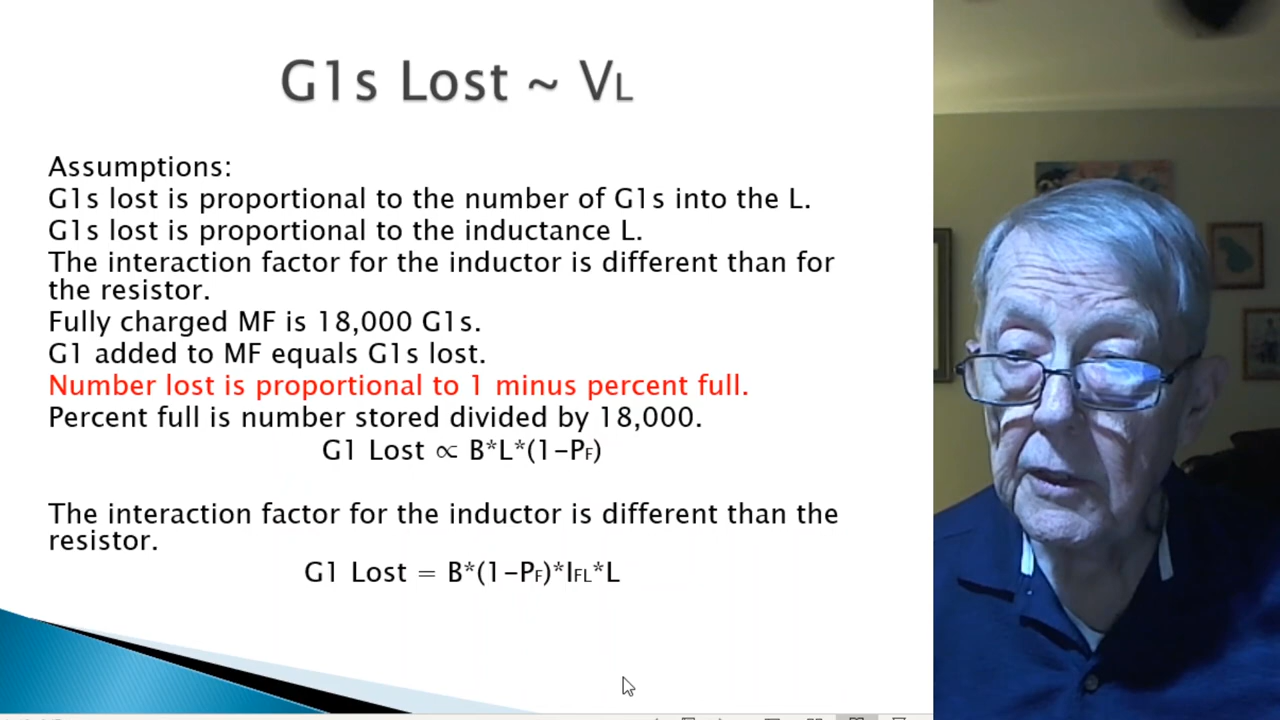 G1s Lost ~ VL
Assumptions:
G1s lost is proportional to the number of G1s into the L.
G1s lost is proportional to the inductance L.
The interaction factor for the inductor is different than for
the resistor.
Fully charged MF is 18,000 G1s.
G1 added to MF equals G1s lost.
Number lost is proportional to 1 minus percent full.
Percent full is number stored divided by 18,000.
G1 Lost ∝ B*L*(1-PF)
The interaction factor for the inductor is different than the
resistor.
G1 Lost = B*(1-PF)*IFL*L